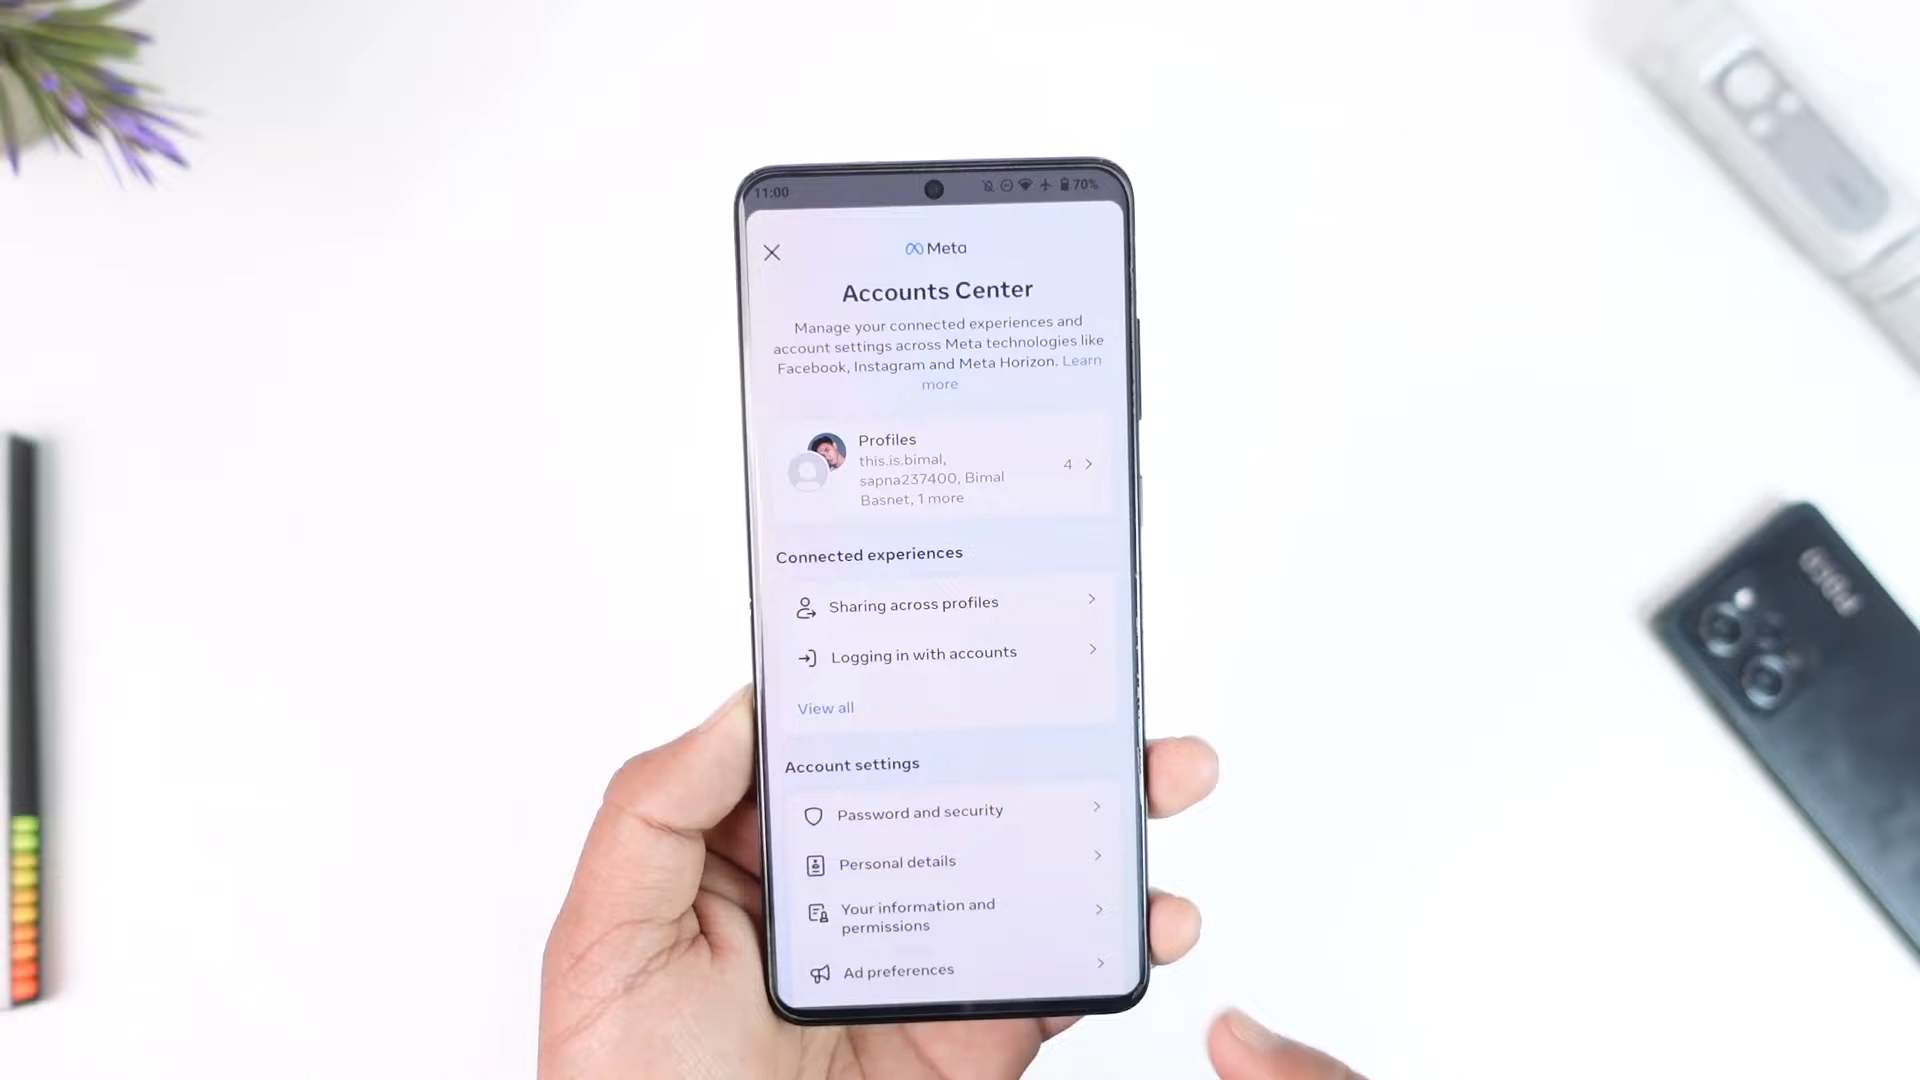 11:00
70%
Meta
Accounts Center
Manage your connected experiences and
account settings across Meta technologies like
Facebook, Instagram and Meta Horizon. Learn
more
Profiles
this.is.bimal,
sapna237400, Bimal
Basnet, 1 more
4
Connected experiences
Sharing across profiles
Logging in with accounts
View all
Account settings
Password and security
Personal details
Your information and
permissions
Ad preferences
POCO